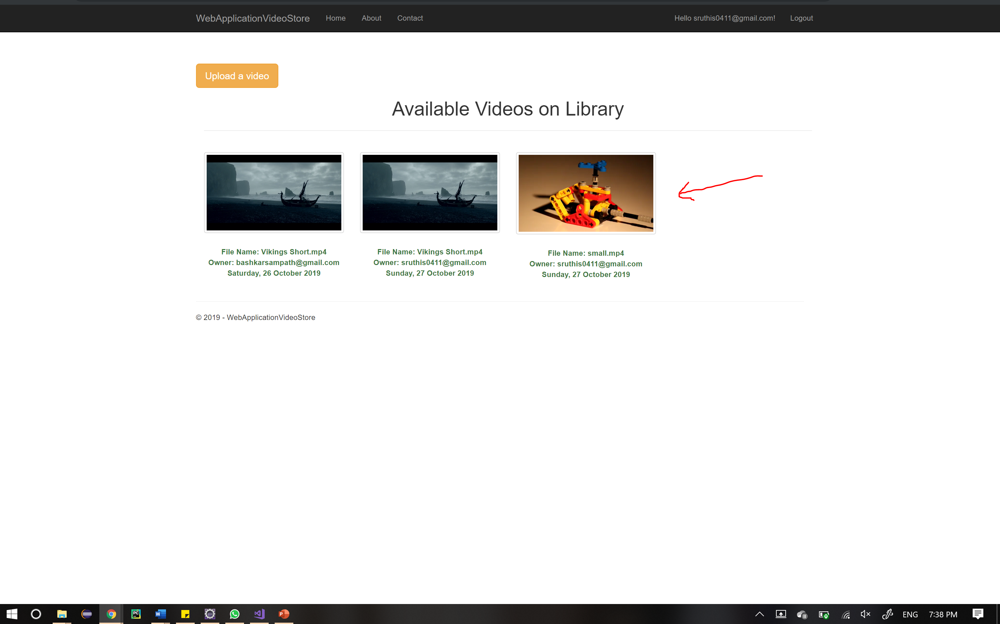 WebApplicationVideoStore Home About Contact Hello sruthis0411@gmail.com! Logout
Upload a video
Available Videos on Library
File Name: Vikings Short.mp4
Owner: bashkarsampath@gmail.com
Saturday, 26 October 2019
File Name: Vikings Short.mp4
Owner: sruthis0411@gmail.com
Sunday, 27 October 2019
File Name: small.mp4
Owner: sruthis0411@gmail.com
Sunday, 27 October 2019
© 2019 - WebApplicationVideoStore
PC W P ENG 7:38 PM